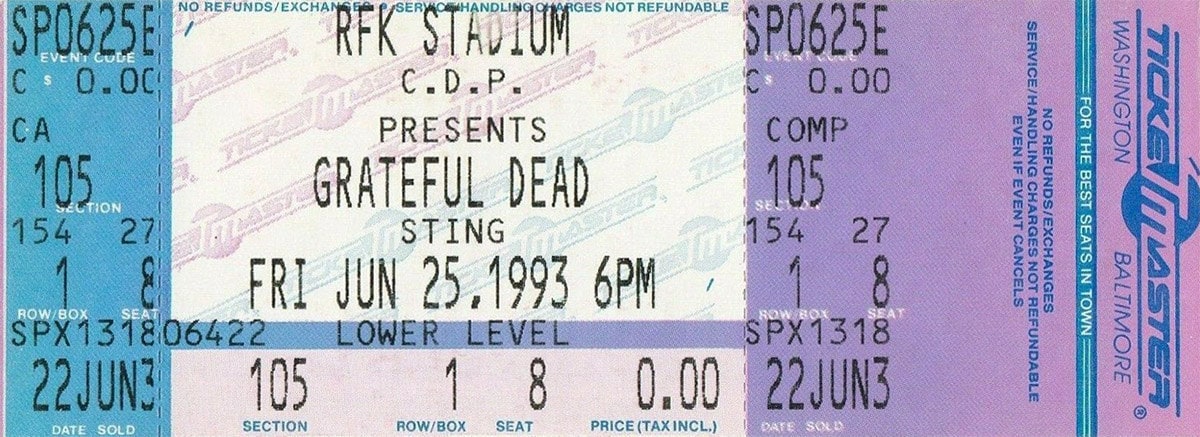 SP0625E
EVENT CODE
C $ 0.00
CA
105
SECTION
154 27
1 8
ROW/BOX SEAT
SPX1318
22JUN3
DATE SOLD
NO REFUNDS/EXCHANGES • SERVICE/HANDLING CHARGES NOT REFUNDABLE
RFK STADIUM
C.D.P.
PRESENTS
GRATEFUL DEAD
STING
FRI JUN 25,1993 6PM
06422 LOWER LEVEL
105 1 8 0.00
SECTION ROW/BOX SEAT PRICE (TAX INCL.)
SP0625E
EVENT CODE
C $ 0.00
COMP
105
SECTION
154 27
1 8
ROW/BOX SEAT
SPX1318
22JUN3
DATE SOLD
NO REFUNDS/EXCHANGES
SERVICE/HANDLING CHARGES NOT REFUNDABLE
EVEN IF EVENT CANCELS
FOR THE BEST SEATS IN TOWN
WASHINGTON BALTIMORE
TICKETMASTER®